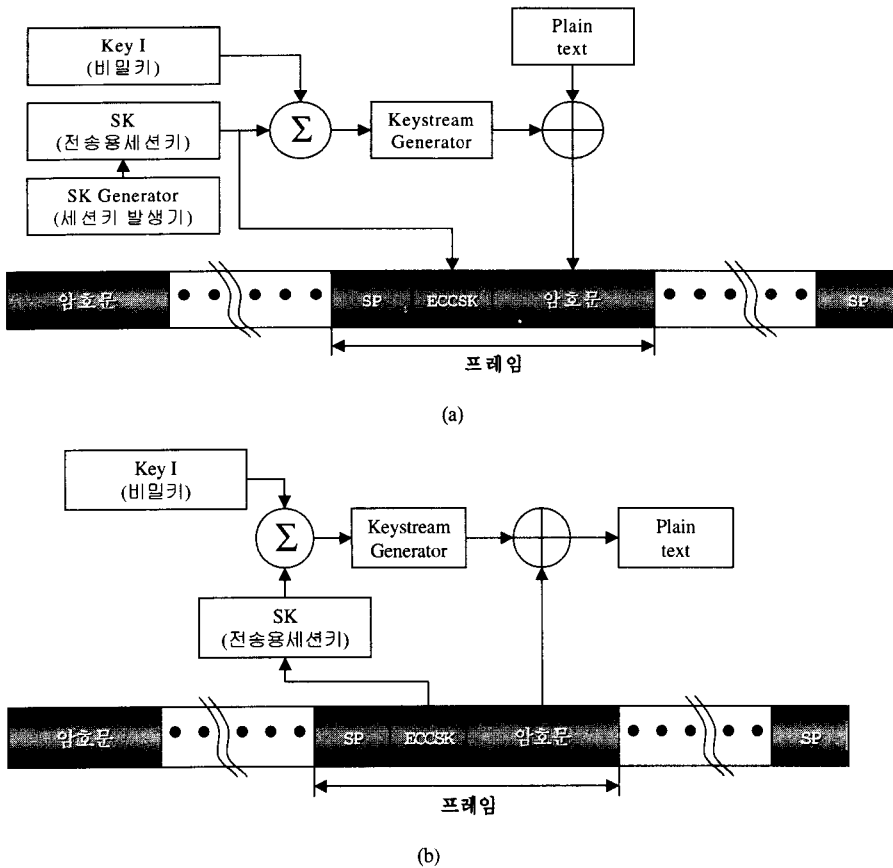 Key I
(비밀키)
Plain
text
SK
(전송용세션키)
Σ
Keystream
Generator
SK Generator
(세션키 발생기)
암호문
SP
ECCSK
암호문
SP
프레임
(a)
Key I
(비밀키)
Σ
Keystream
Generator
Plain
text
SK
(전송용세션키)
암호문
SP
ECCSK
암호문
SP
프레임
(b)